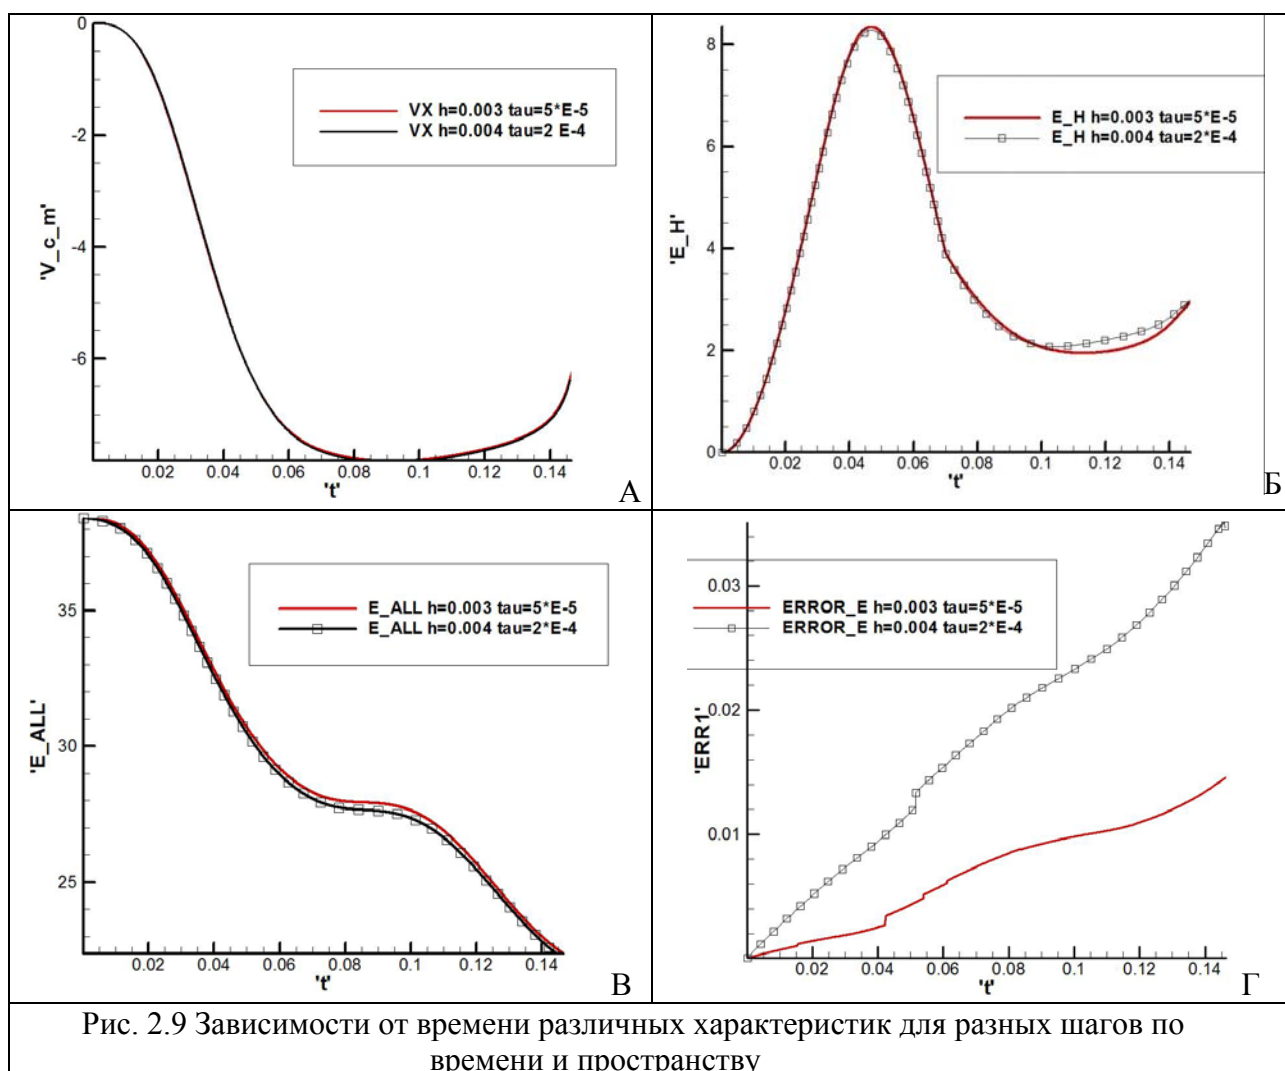 0
-2
-4
-6
'V_c_m'
VX h=0.003 tau=5*E-5
VX h=0.004 tau=2 E-4
0.02 0.04 0.06 0.08 0.1 0.12 0.14
't'
А
8
6
4
2
0
'E_H'
E_H h=0.003 tau=5*E-5
E_H h=0.004 tau=2*E-4
0.02 0.04 0.06 0.08 0.1 0.12 0.14
't'
Б
35
30
25
'E_ALL'
E_ALL h=0.003 tau=5*E-5
E_ALL h=0.004 tau=2*E-4
0.02 0.04 0.06 0.08 0.1 0.12 0.14
't'
В
0.03
0.02
0.01
0
'ERR1'
ERROR_E h=0.003 tau=5*E-5
ERROR_E h=0.004 tau=2*E-4
0.02 0.04 0.06 0.08 0.1 0.12 0.14
't'
Г
Рис. 2.9 Зависимости от времени различных характеристик для разных шагов по
времени и пространству